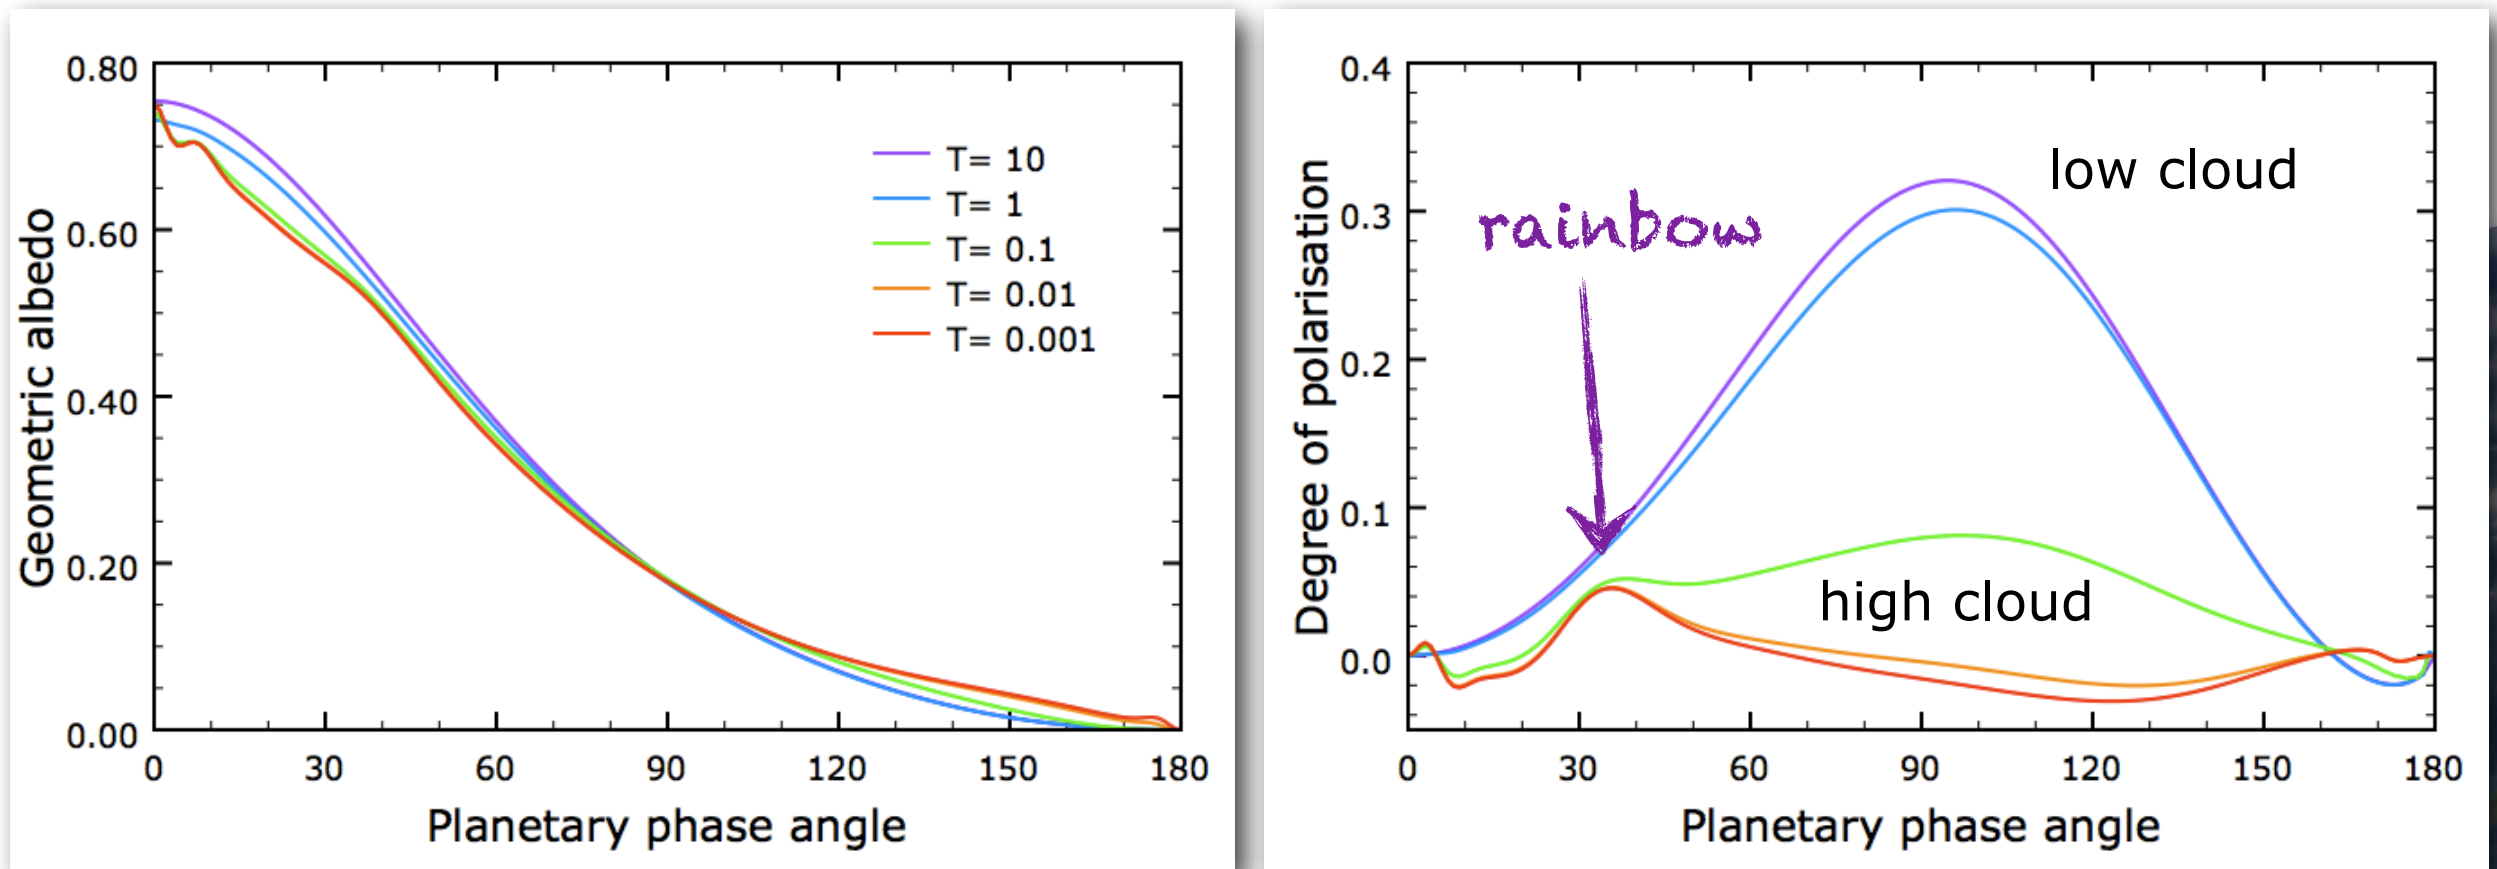 0.80
0.60
0.40
0.20
0.00
Geometric albedo
T= 10
T= 1
T= 0.1
T= 0.01
T= 0.001
0 30 60 90 120 150 180
Planetary phase angle
0.4
0.3
0.2
0.1
0.0
Degree of polarisation
low cloud
rainbow
high cloud
0 30 60 90 120 150 180
Planetary phase angle